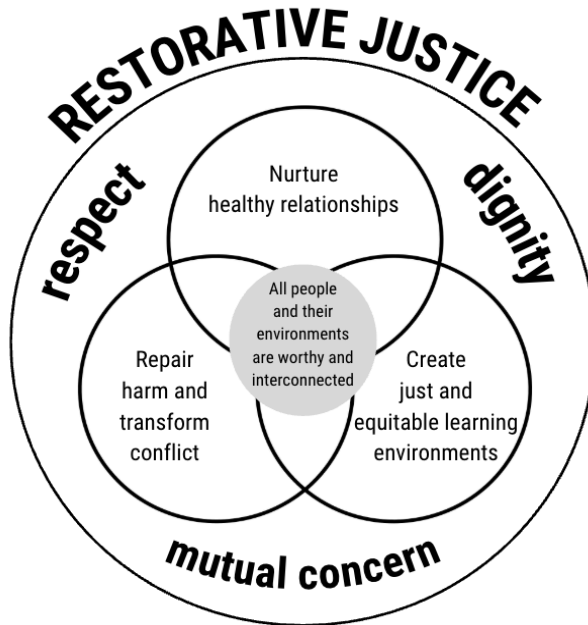 RESTORATIVE JUSTICE
respect
dignity
Nurture
healthy relationships
All people
and their
environments
are worthy and
interconnected
Repair
harm and
transform
conflict
Create
just and
equitable learning
environments
mutual concern